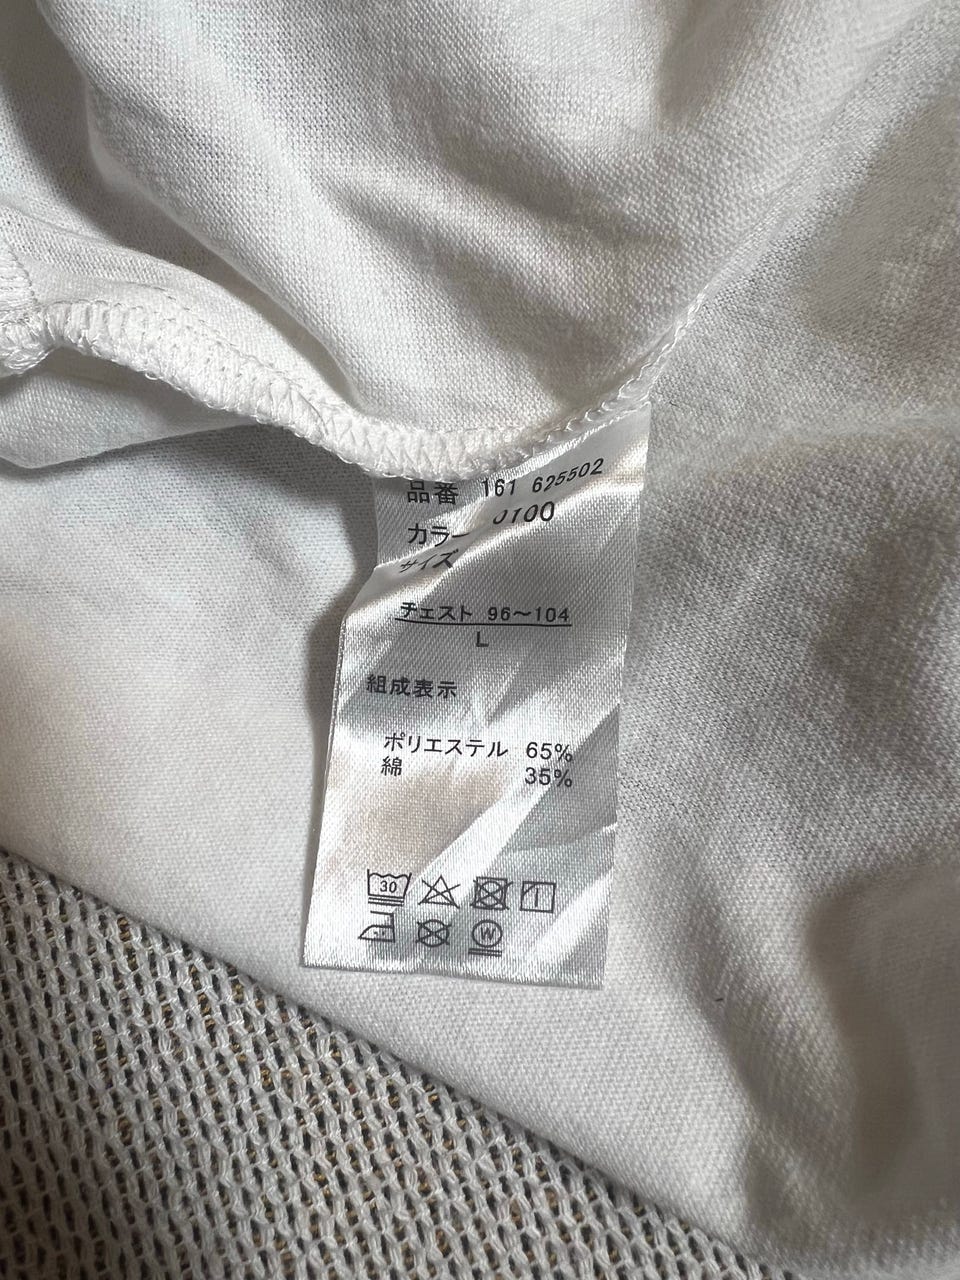 品番 161 625502
カラー 0100
サイズ
チェスト 96～104
L
組成表示
ポリエステル 65%
綿 35%
30
W